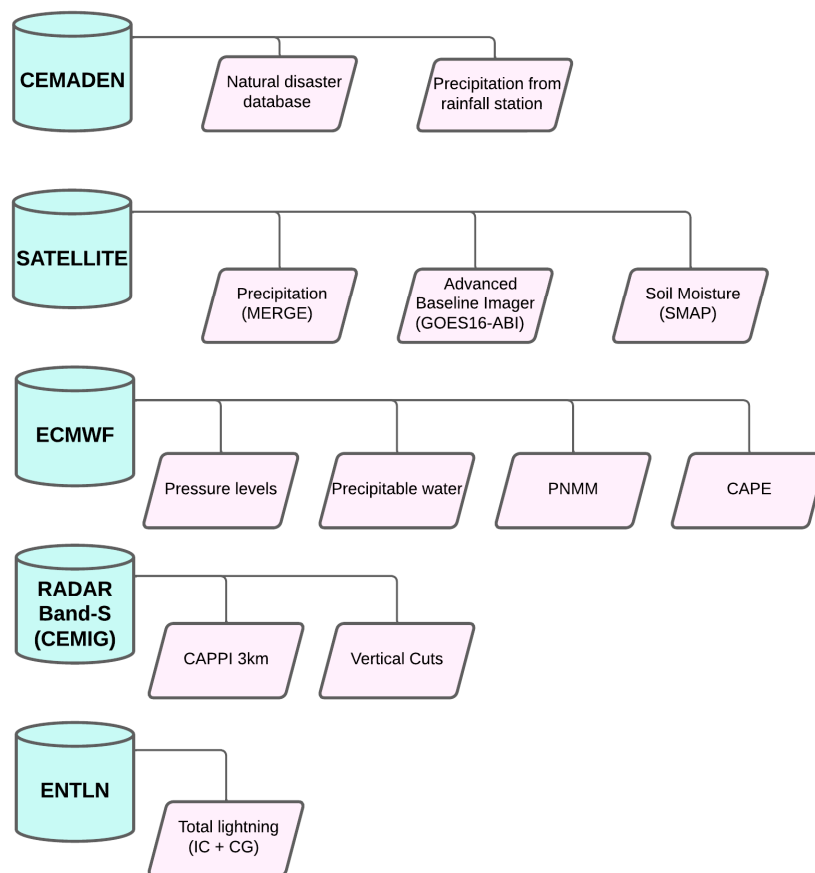 CEMADEN
Natural disaster
database
Precipitation from
rainfall station
SATELLITE
Precipitation
(MERGE)
Advanced
Baseline Imager
(GOES16-ABI)
Soil Moisture
(SMAP)
ECMWF
Pressure levels
Precipitable water
PNMM
CAPE
RADAR
Band-S
(CEMIG)
CAPPI 3km
Vertical Cuts
ENTLN
Total lightning
(IC + CG)